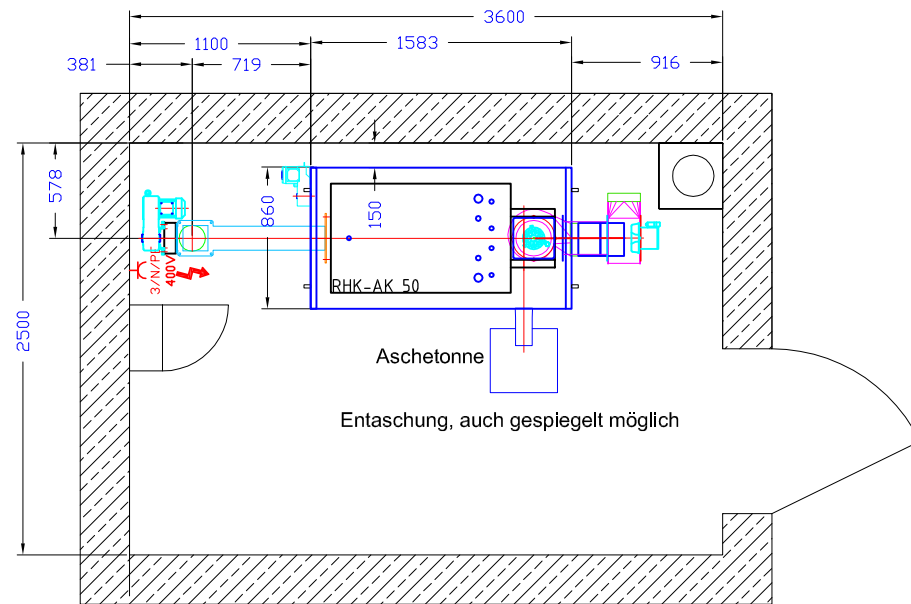 3600
1100
1583
381
719
916
578
860
150
2500
3/N/PE
400V
RHK-AK 50
Aschetonne
Entaschung, auch gespiegelt möglich